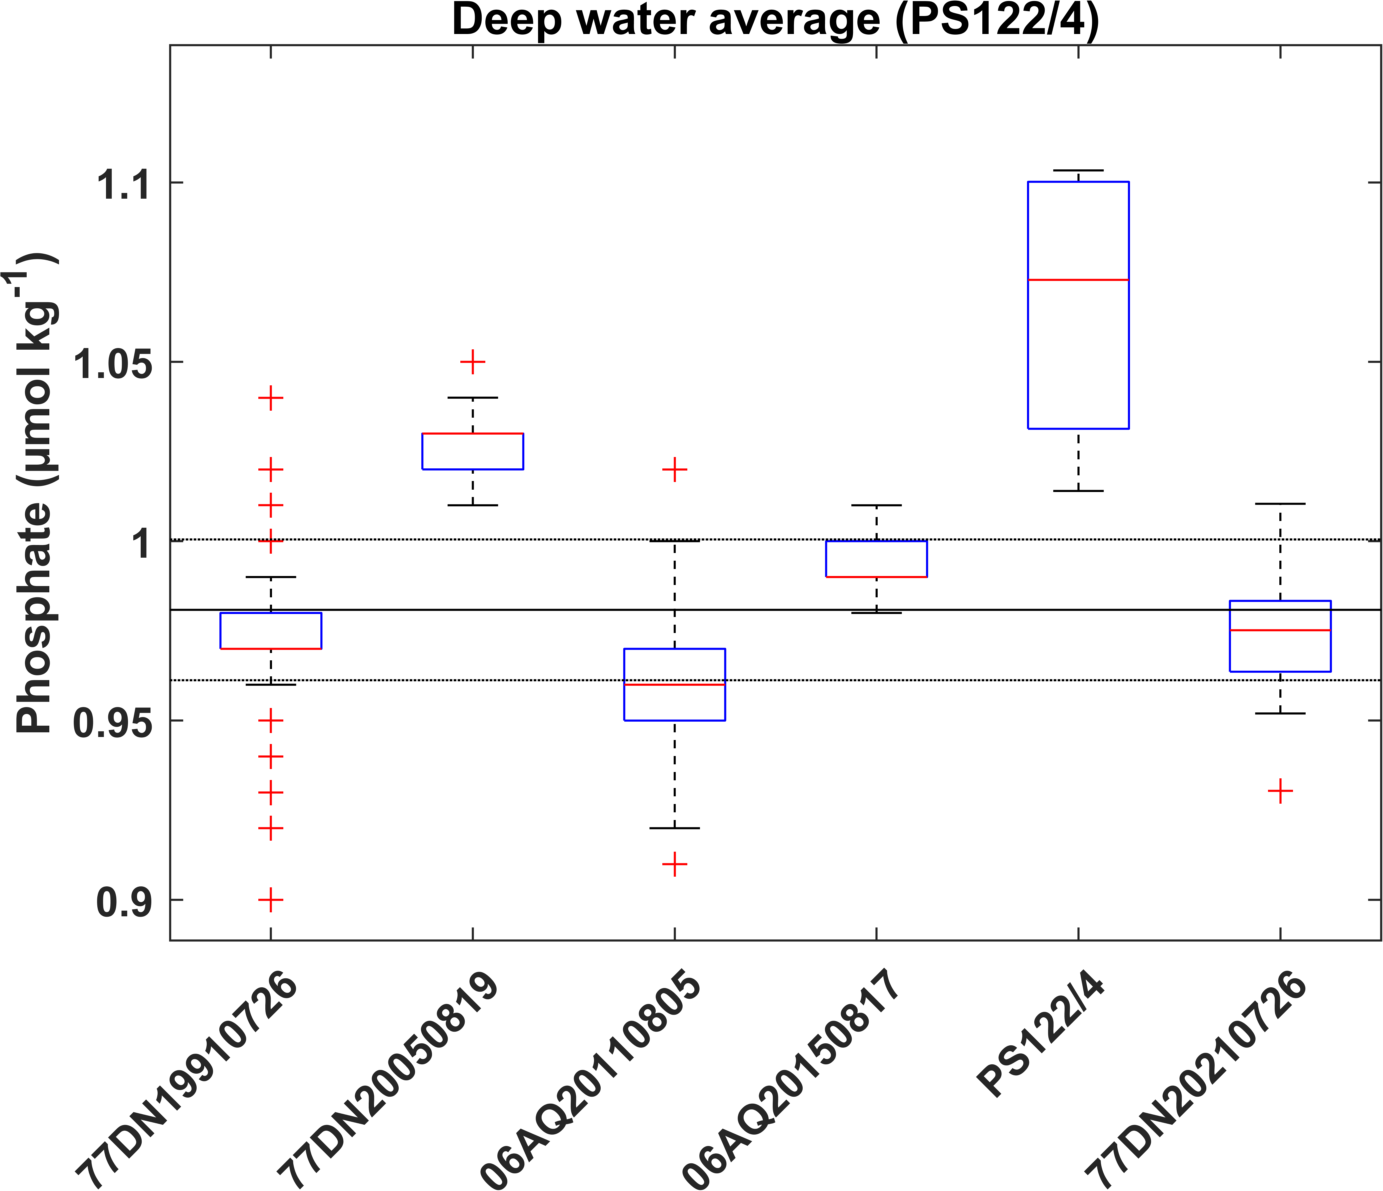 Deep water average (PS122/4)
Phosphate (µmol kg-1)
1.1
1.05
1
0.95
0.9
77DN19910726
77DN20050819
06AQ20110805
06AQ20150817
PS122/4
77DN20210726